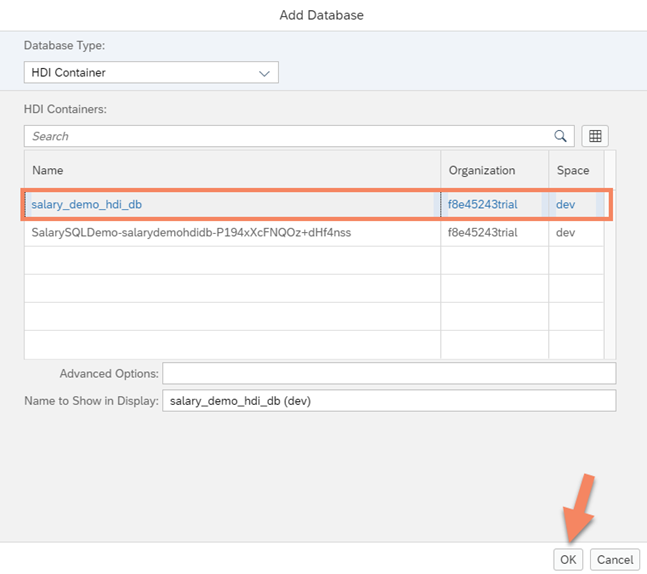 Add Database
Database Type:
HDI Container
HDI Containers:
Search
Name Organization Space
salary_demo_hdi_db f8e45243trial dev
SalarySQLDemo-salarydemohdidb-P194xXcFNQOz+dHf4nss f8e45243trial dev
Advanced Options:
Name to Show in Display: salary_demo_hdi_db (dev)
OK Cancel